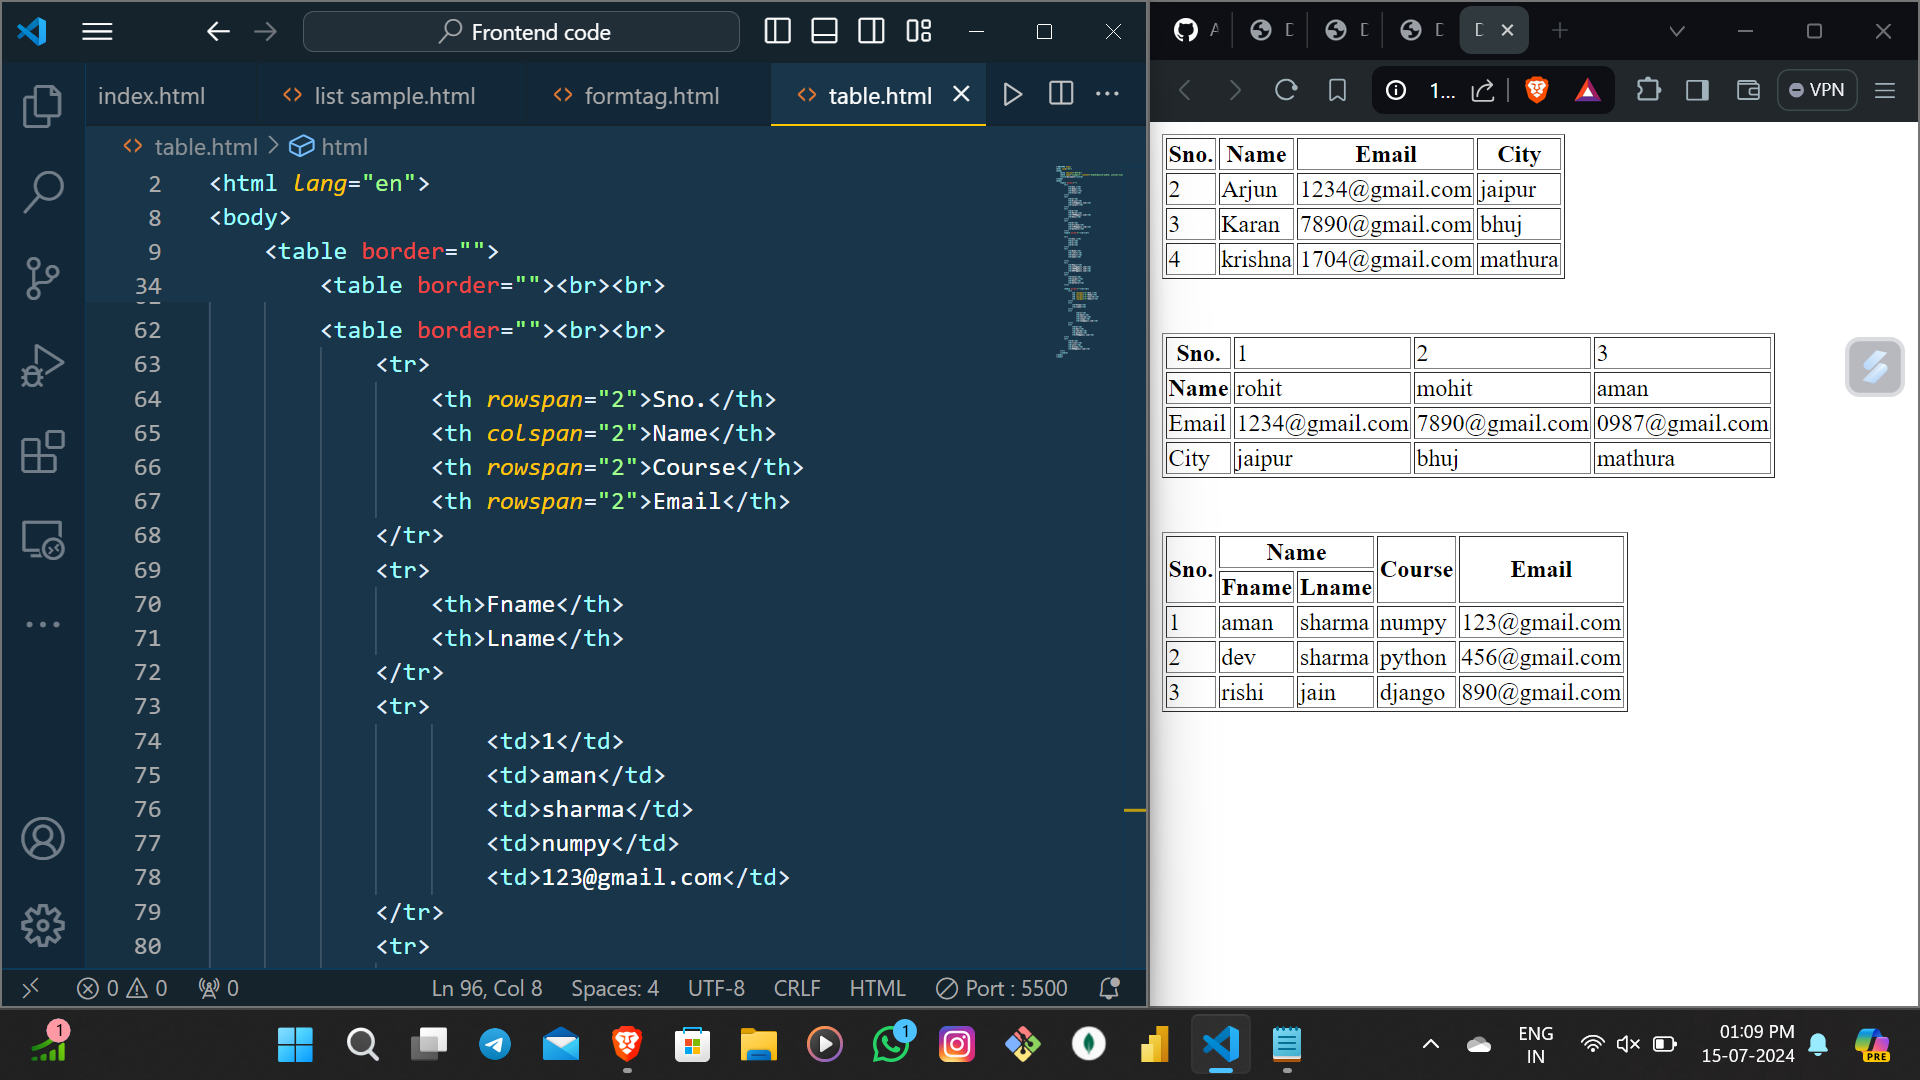 Frontend code
index.html
list sample.html
formtag.html
table.html
table.html > html
2 <html lang="en">
8 <body>
9 <table border="">
34 <table border=""><br><br>
62 <table border=""><br><br>
63 <tr>
64 <th rowspan="2">Sno.</th>
65 <th colspan="2">Name</th>
66 <th rowspan="2">Course</th>
67 <th rowspan="2">Email</th>
68 </tr>
69 <tr>
70 <th>Fname</th>
71 <th>Lname</th>
72 </tr>
73 <tr>
74 <td>1</td>
75 <td>aman</td>
76 <td>sharma</td>
77 <td>numpy</td>
78 <td>123@gmail.com</td>
79 </tr>
80 <tr>
0 0 0 Ln 96, Col 8 Spaces: 4 UTF-8 CRLF HTML Port : 5500
1... VPN
Sno. Name Email City
2 Arjun 1234@gmail.com jaipur
3 Karan 7890@gmail.com bhuj
4 krishna 1704@gmail.com mathura
Sno. 1 2 3
Name rohit mohit aman
Email 1234@gmail.com 7890@gmail.com 0987@gmail.com
City jaipur bhuj mathura
Sno. Name Course Email
Fname Lname
1 aman sharma numpy 123@gmail.com
2 dev sharma python 456@gmail.com
3 rishi jain django 890@gmail.com
1
1
ENG
IN
01:09 PM
15-07-2024
PRE